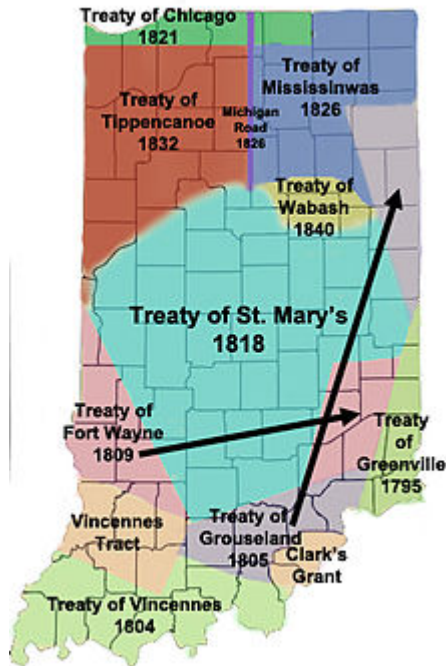 Treaty of Chicago
1821
Treaty of
Mississinwas
1826
Treaty of
Tippencanoe
1832
Michigan
Road
1826
Treaty of
Wabash
1840
Treaty of St. Mary's
1818
Treaty of
Fort Wayne
1809
Treaty
of
Greenville
1795
Vincennes
Tract
Treaty of
Grouseland
1805
Clark's
Grant
Treaty of Vincennes
1804